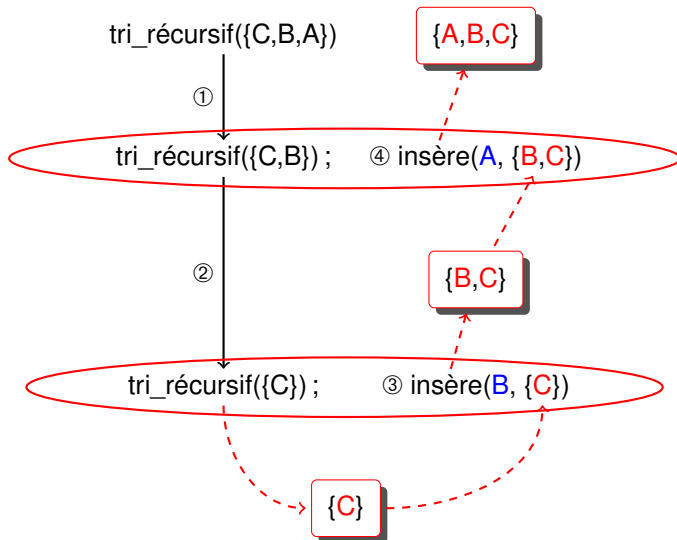 tri_récursif({C,B,A})
{A,B,C}
①
tri_récursif({C,B}) ; ④ insère(A, {B,C})
②
{B,C}
tri_récursif({C}) ; ③ insère(B, {C})
{C}